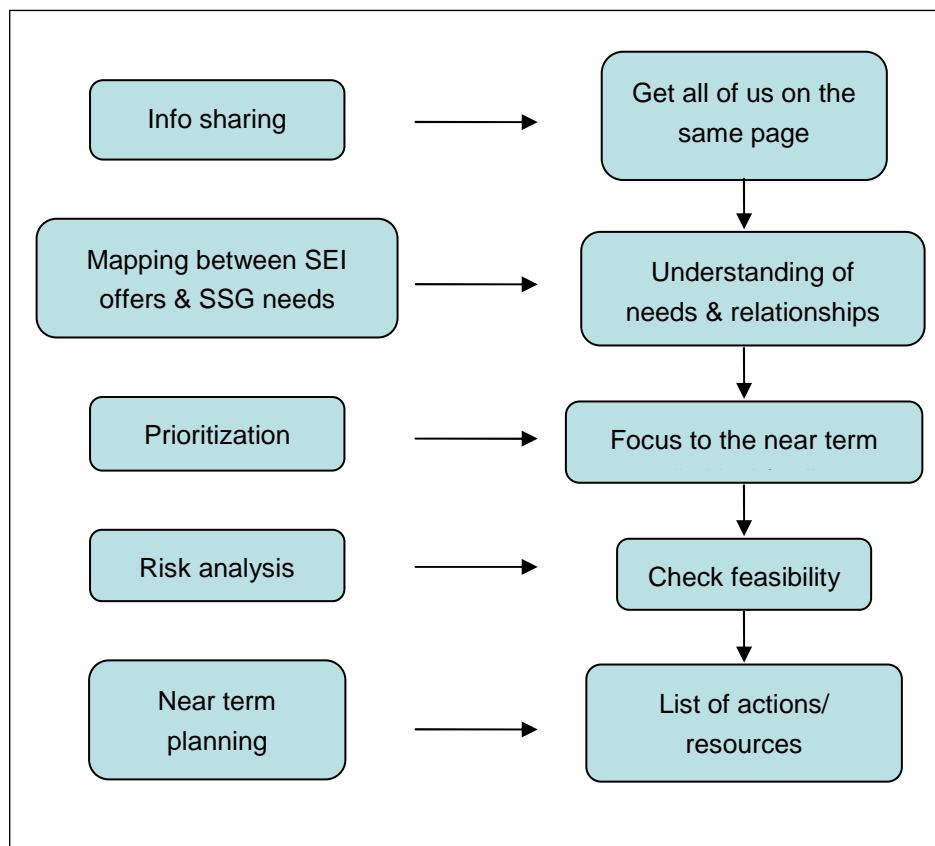 Info sharing
Get all of us on the
same page
Mapping between SEI
offers & SSG needs
Understanding of
needs & relationships
Prioritization
Focus to the near term
Risk analysis
Check feasibility
Near term
planning
List of actions/
resources